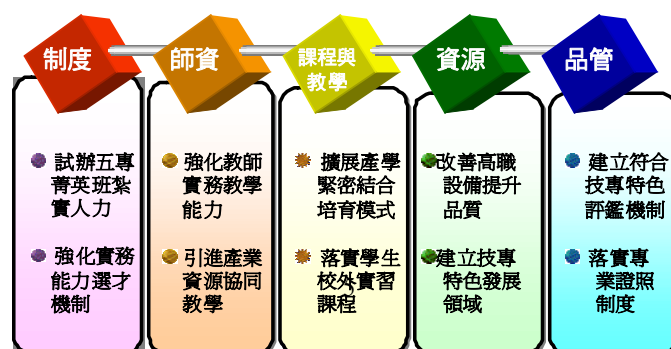 制度
師資
課程與
教學
資源
品管
試辦五專
菁英班紮
實人力
強化實務
能力選才
機制
強化教師
實務教學
能力
引進產業
資源協同
教學
擴展產學
緊密結合
培育模式
落實學生
校外實習
課程
改善高職
設備提升
品質
建立技專
特色發展
領域
建立符合
技專特色
評鑑機制
落實專
業證照
制度